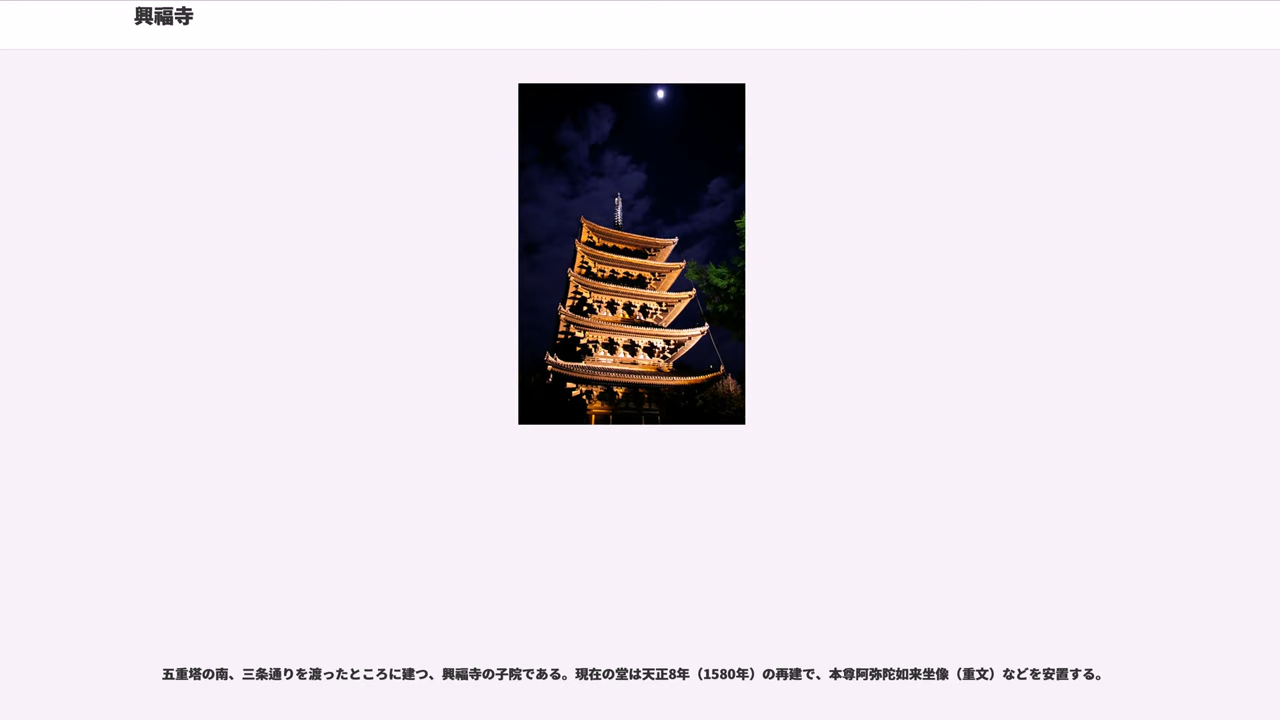 興福寺
五重塔の南、三条通りを渡ったところに建つ、興福寺の子院である。現在の堂は天正8年（1580年）の再建で、本尊阿弥陀如来坐像（重文）などを安置する。